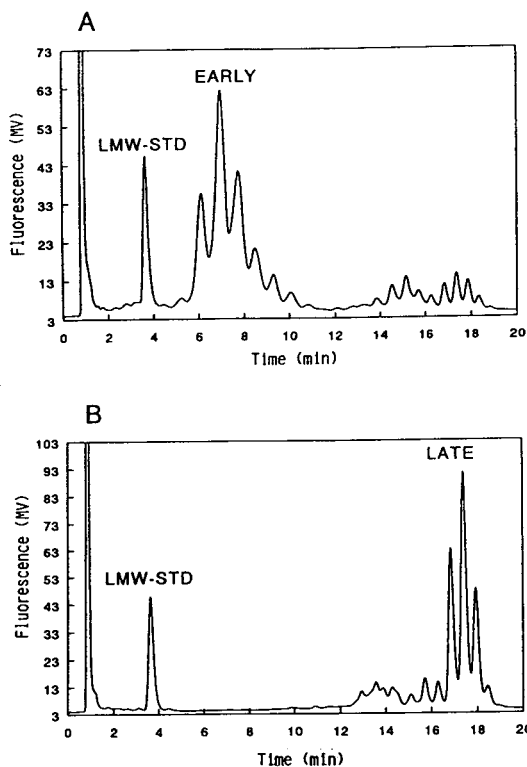 A
73
63
53
43
33
23
13
3
Fluorescence (MV)
EARLY
LMW-STD
0 2 4 6 8 10 12 14 16 18 20
Time (min)
B
103
93
83
73
63
53
43
33
23
13
3
Fluorescence (MV)
LATE
LMW-STD
0 2 4 6 8 10 12 14 16 18 20
Time (min)